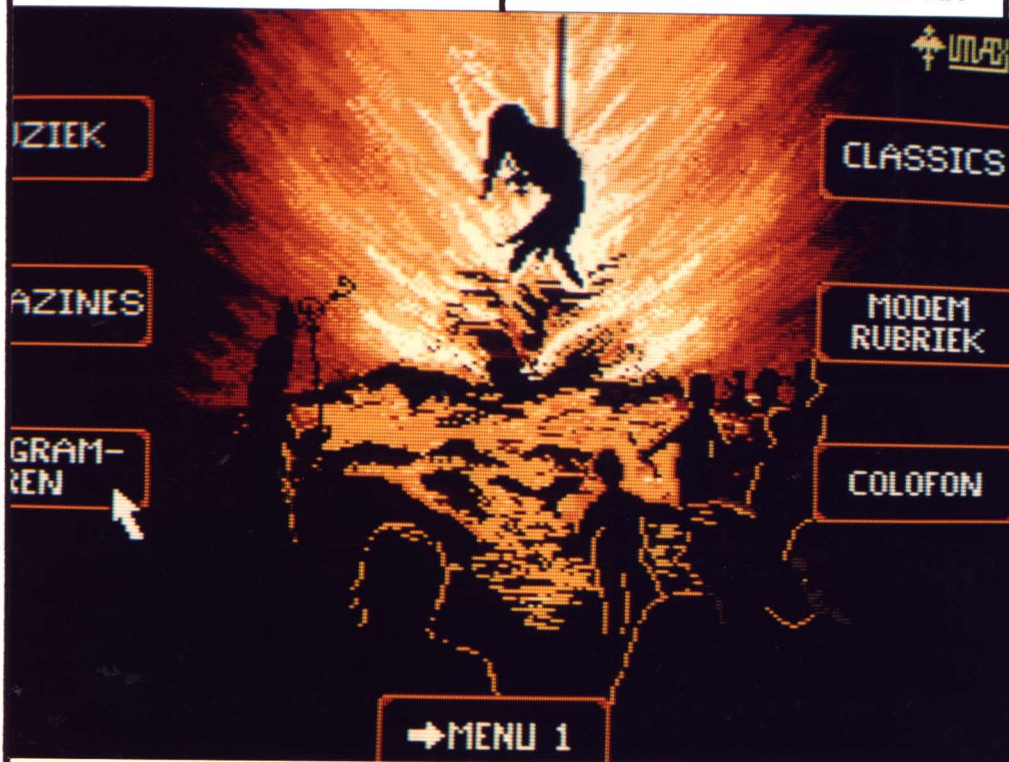 UZIEK
AZINES
GRAM-
REN
CLASSICS
MODEM
RUBRIEK
COLOFON
MENU 1